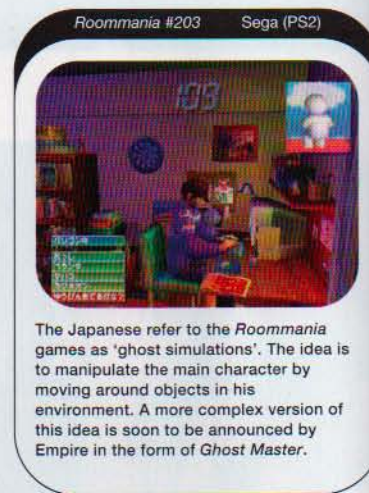 Roommania #203 Sega (PS2)
109
The Japanese refer to the Roommania
games as ‘ghost simulations’. The idea is
to manipulate the main character by
moving around objects in his
environment. A more complex version of
this idea is soon to be announced by
Empire in the form of Ghost Master.